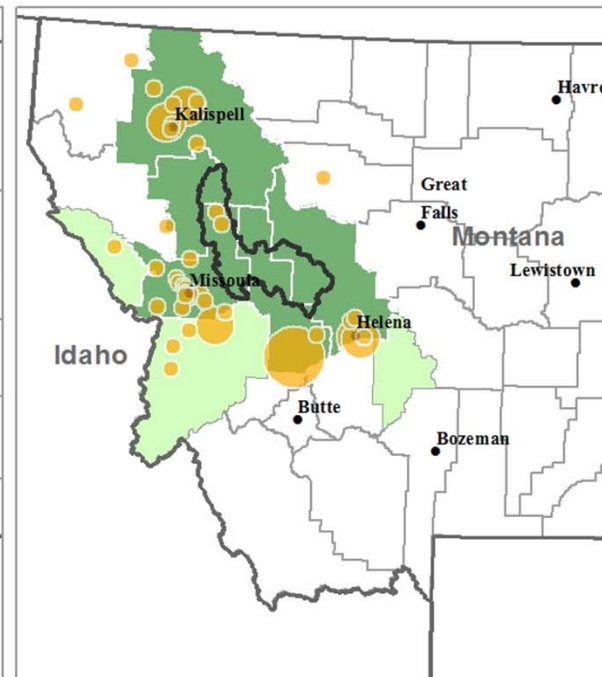 Havre
Kalispell
Great
Falls
Montana
Lewistown
Missoula
Helena
Idaho
Butte
Bozeman